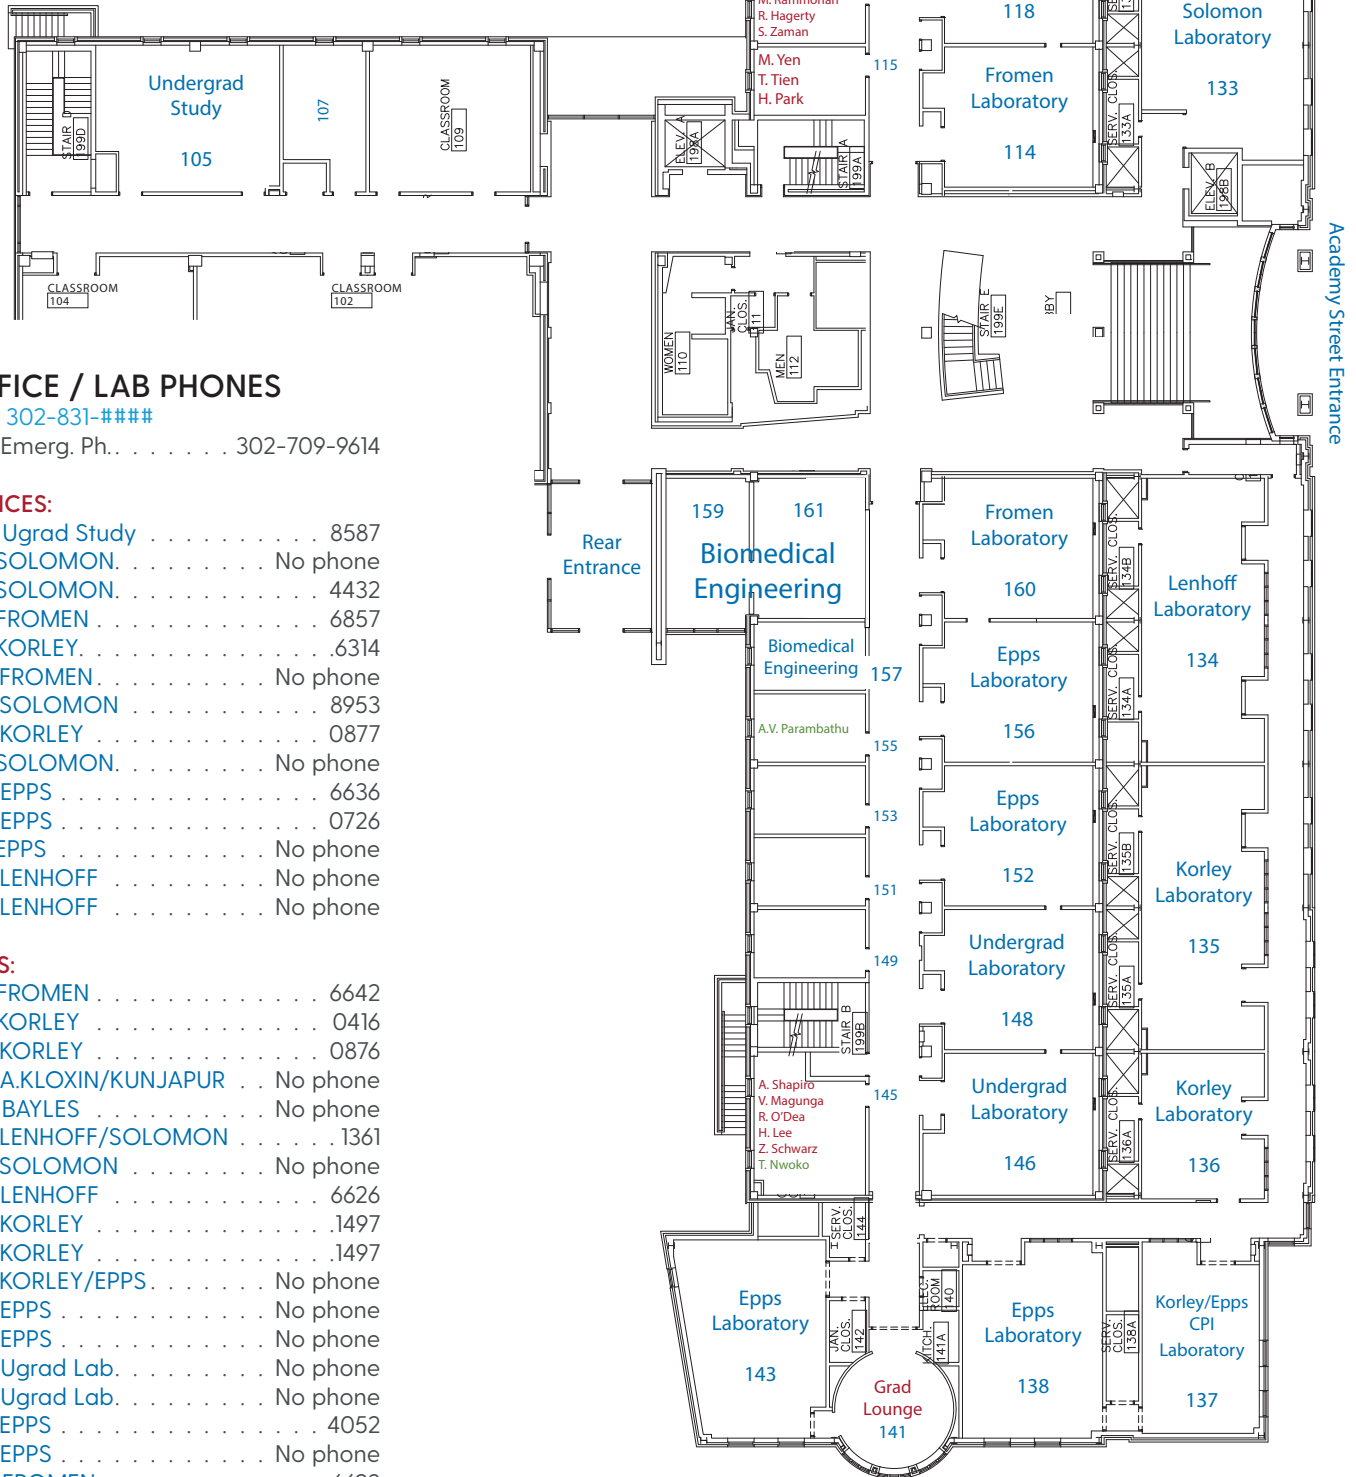 M. Rammohan
R. Hagerty
S. Zaman
M. Yen
T. Tien
H. Park
115
118
Fromen
Laboratory
114
Solomon
Laboratory
133
SERV. CLOS.
133A
Undergrad
Study
105
107
CLASSROOM
109
STAIR D
199D
ELEV. A
198A
STAIR A
199A
ELEV. B
198B
Academy Street Entrance
CLASSROOM
104
CLASSROOM
102
WOMEN
110
JAN.
CLOS.
111
MEN
112
STAIR E
199E
BBY
FICE / LAB PHONES
302-831-####
Emerg. Ph.. . . . . . . 302-709-9614
ICES:
Ugrad Study . . . . . . . . . . . 8587
SOLOMON. . . . . . . . . No phone
SOLOMON. . . . . . . . . . . . 4432
FROMEN . . . . . . . . . . . . . 6857
KORLEY. . . . . . . . . . . . . .6314
FROMEN . . . . . . . . . . No phone
SOLOMON . . . . . . . . . . . 8953
KORLEY . . . . . . . . . . . . . 0877
SOLOMON. . . . . . . . . No phone
EPPS . . . . . . . . . . . . . . . 6636
EPPS . . . . . . . . . . . . . . . 0726
EPPS . . . . . . . . . . . . No phone
LENHOFF . . . . . . . . . No phone
LENHOFF . . . . . . . . . No phone
S:
FROMEN . . . . . . . . . . . . . 6642
KORLEY . . . . . . . . . . . . . 0416
KORLEY . . . . . . . . . . . . . 0876
A.KLOXIN/KUNJAPUR . . No phone
BAYLES . . . . . . . . . . No phone
LENHOFF/SOLOMON . . . . . . 1361
SOLOMON . . . . . . . . No phone
LENHOFF . . . . . . . . . . . . 6626
KORLEY . . . . . . . . . . . . .1497
KORLEY . . . . . . . . . . . . .1497
KORLEY/EPPS. . . . . . . No phone
EPPS . . . . . . . . . . . . No phone
EPPS . . . . . . . . . . . . No phone
Ugrad Lab. . . . . . . . . No phone
Ugrad Lab. . . . . . . . . No phone
EPPS . . . . . . . . . . . . . . . 4052
EPPS . . . . . . . . . . . . No phone
159
161
Biomedical
Engineering
Rear
Entrance
Biomedical
Engineering
157
A.V. Parambathu
155
153
151
149
STAIR B
199B
A. Shapiro
V. Magunga
R. O'Dea
H. Lee
Z. Schwarz
T. Nwoko
145
Fromen
Laboratory
160
Epps
Laboratory
156
Epps
Laboratory
152
Undergrad
Laboratory
148
Undergrad
Laboratory
146
SERV. CLOS.
134B
SERV. CLOS.
134A
SERV. CLOS.
135B
SERV. CLOS.
135A
SERV. CLOS.
136A
Lenhoff
Laboratory
134
Korley
Laboratory
135
Korley
Laboratory
136
SERV.
CLOS.
144
Epps
Laboratory
143
JAN.
CLOS.
142
ROOM
140
141A
Grad
Lounge
141
Epps
Laboratory
138
SERV.
CLOS.
138A
Korley/Epps
CPI
Laboratory
137